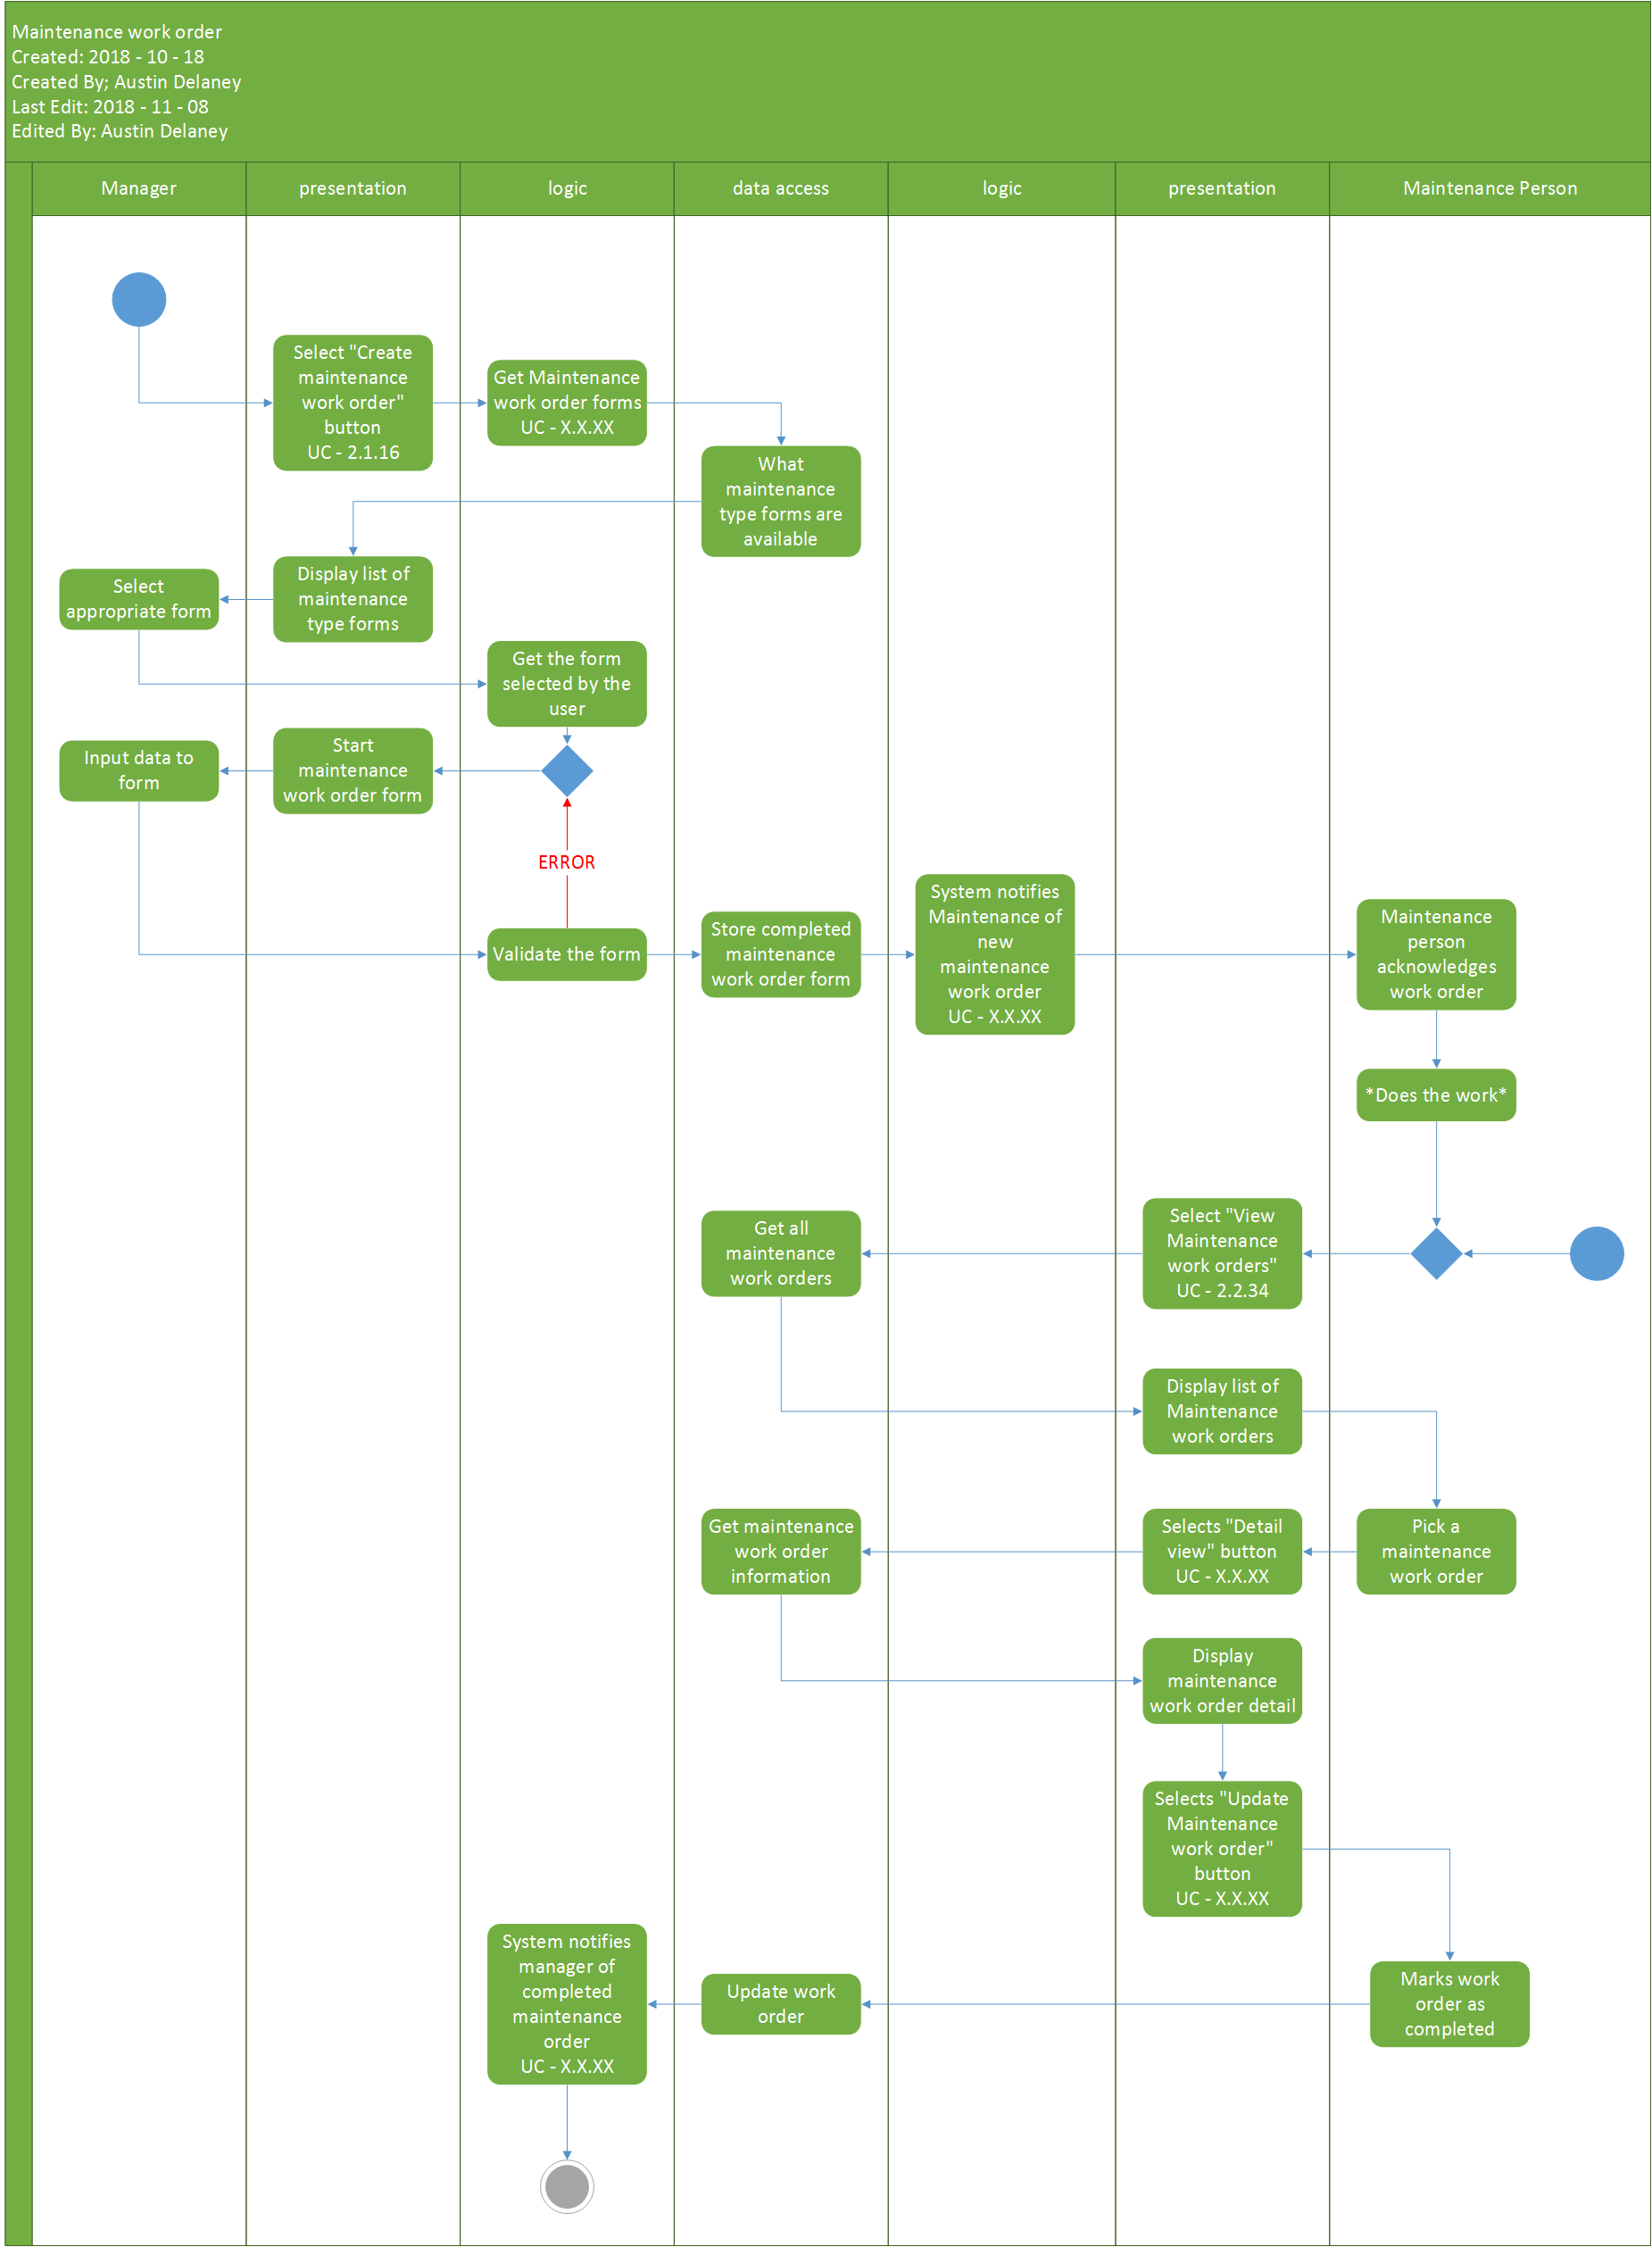 Maintenance work order
Created: 2018 - 10 - 18
Created By; Austin Delaney
Last Edit: 2018 - 11 - 08
Edited By: Austin Delaney
Manager
presentation
logic
data access
logic
presentation
Maintenance Person
Select "Create
maintenance
work order"
button
UC - 2.1.16
Get Maintenance
work order forms
UC - X.X.XX
What
maintenance
type forms are
available
Display list of
maintenance
type forms
Select
appropriate form
Get the form
selected by the
user
Start
maintenance
work order form
Input data to
form
ERROR
Validate the form
Store completed
maintenance
work order form
System notifies
Maintenance of
new
maintenance
work order
UC - X.X.XX
Maintenance
person
acknowledges
work order
*Does the work*
Select "View
Maintenance
work orders"
UC - 2.2.34
Get all
maintenance
work orders
Display list of
Maintenance
work orders
Pick a
maintenance
work order
Selects "Detail
view" button
UC - X.X.XX
Get maintenance
work order
information
Display
maintenance
work order detail
Selects "Update
Maintenance
work order"
button
UC - X.X.XX
Marks work
order as
completed
Update work
order
System notifies
manager of
completed
maintenance
order
UC - X.X.XX